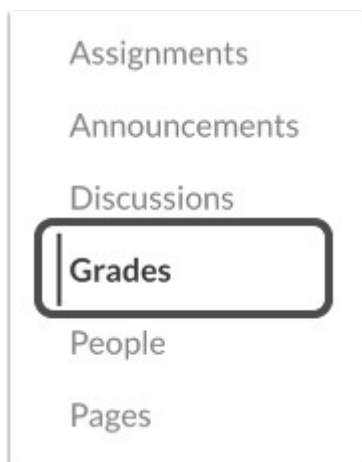 Assignments
Announcements
Discussions
Grades
People
Pages